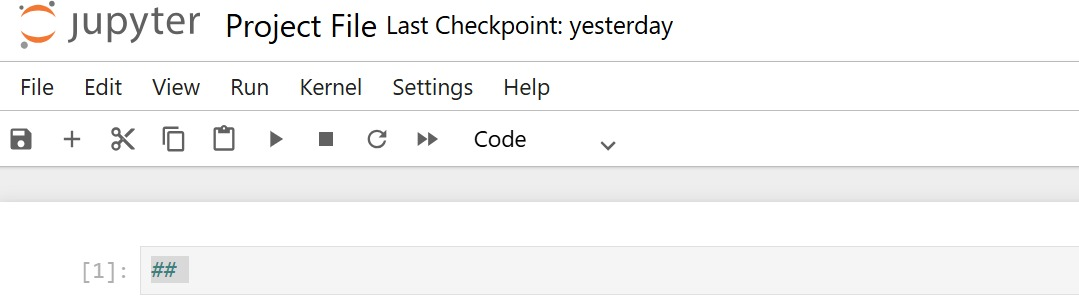 jupyter Project File Last Checkpoint: yesterday
File Edit View Run Kernel Settings Help
Code
[1]: ##